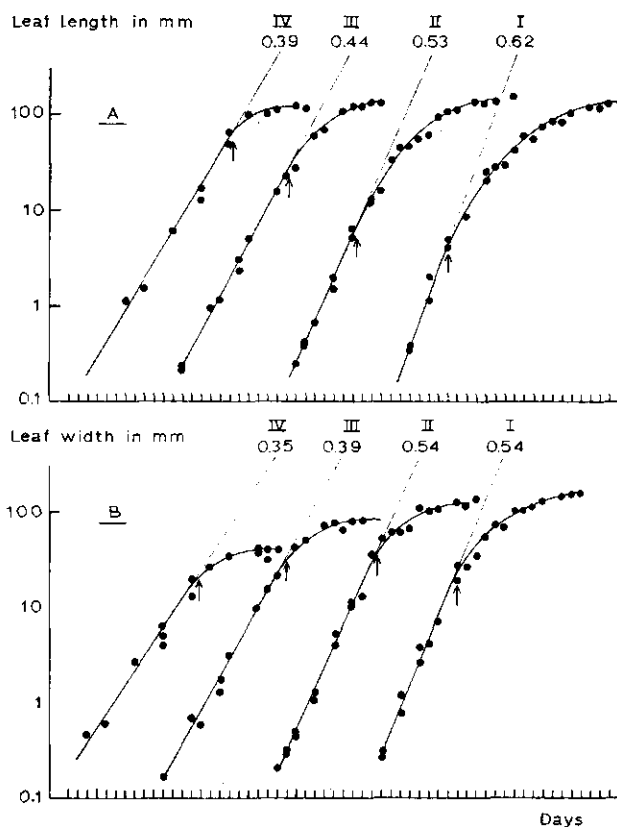 Leaf length in mm IV III II I
0.39 0.44 0.53 0.62
A
100
10
1
0.1
Leaf width in mm IV III II I
0.35 0.39 0.54 0.54
B
100
10
1
0.1
Days